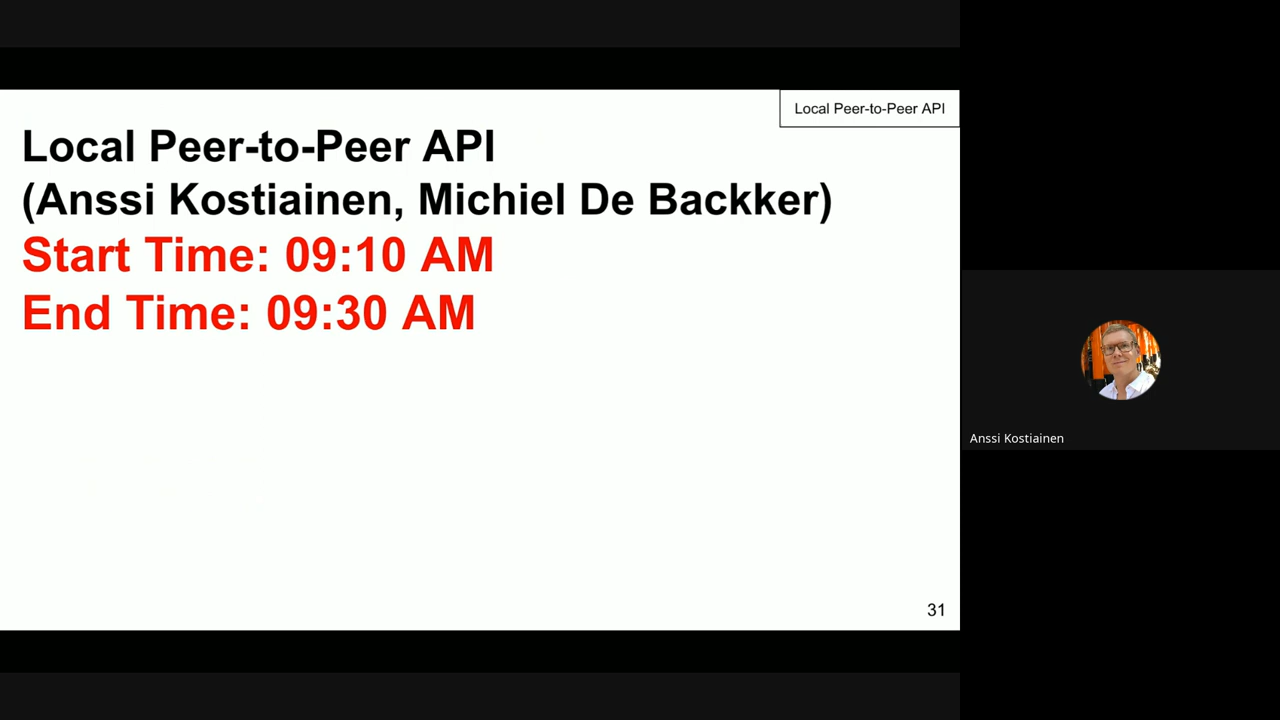 Local Peer-to-Peer API
Local Peer-to-Peer API
(Anssi Kostiainen, Michiel De Backker)
Start Time: 09:10 AM
End Time: 09:30 AM
Anssi Kostiainen
31